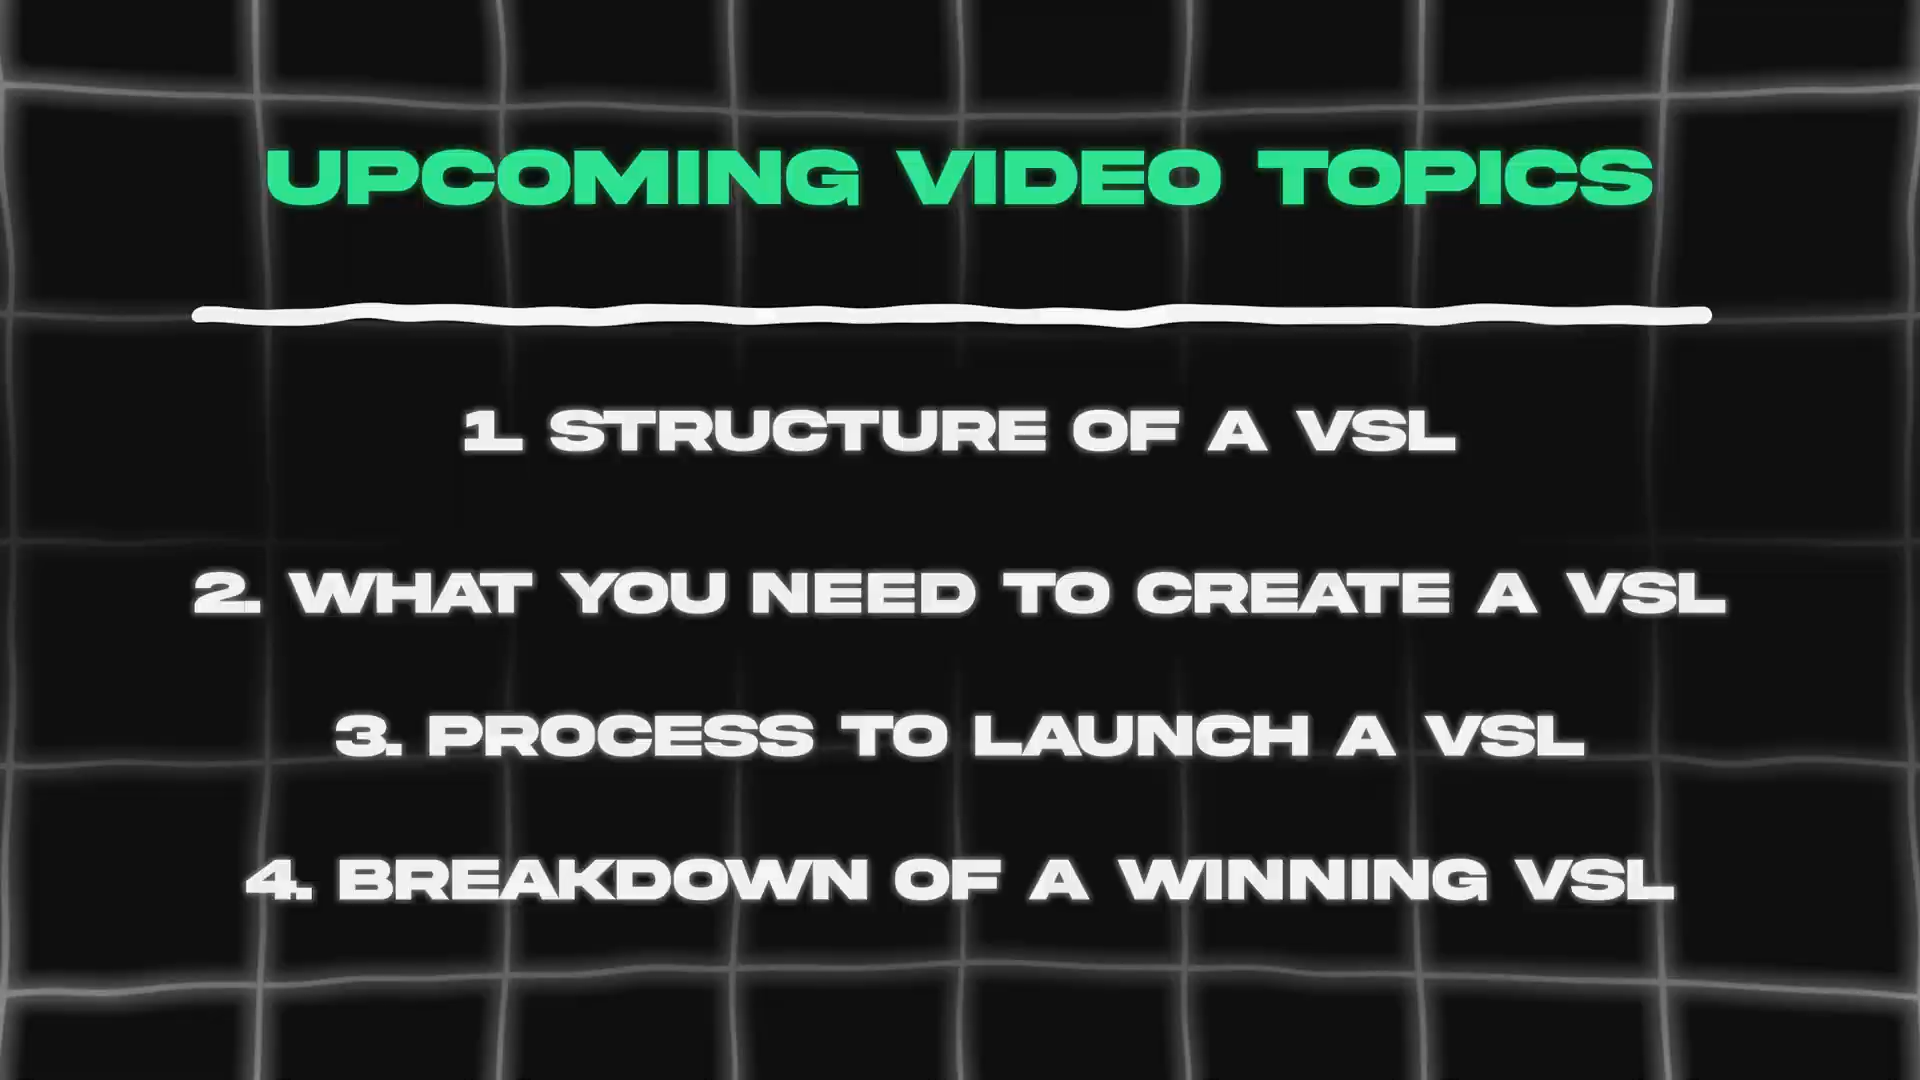 UPCOMING VIDEO TOPICS
1. STRUCTURE OF A VSL
2. WHAT YOU NEED TO CREATE A VSL
3. PROCESS TO LAUNCH A VSL
4. BREAKDOWN OF A WINNING VSL